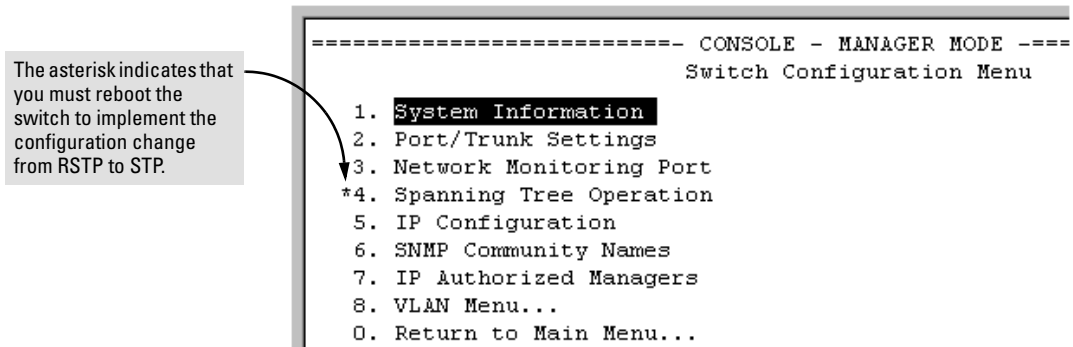 The asterisk indicates that
you must reboot the
switch to implement the
configuration change
from RSTP to STP.
==========================- CONSOLE - MANAGER MODE -===
Switch Configuration Menu
1. System Information
2. Port/Trunk Settings
3. Network Monitoring Port
*4. Spanning Tree Operation
5. IP Configuration
6. SNMP Community Names
7. IP Authorized Managers
8. VLAN Menu...
0. Return to Main Menu...